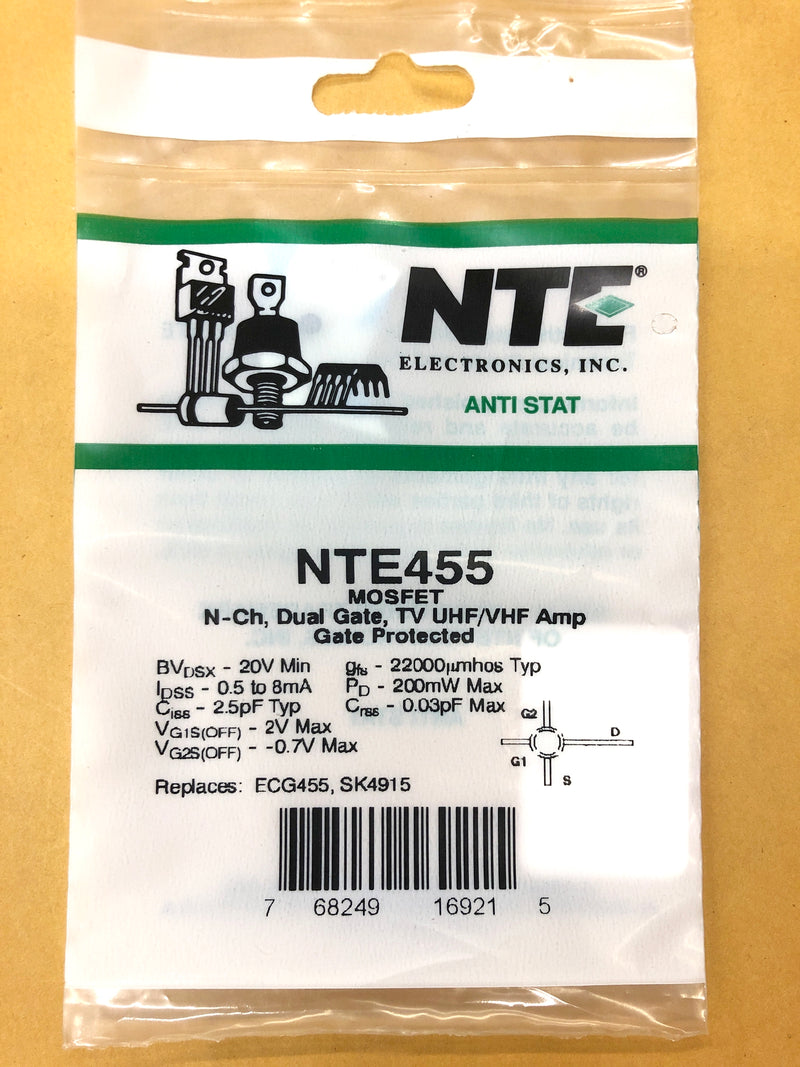 NTE®
ELECTRONICS, INC.
ANTI STAT
NTE455
MOSFET
N-Ch, Dual Gate, TV UHF/VHF Amp
Gate Protected
BVDSX - 20V Min
IDSS - 0.5 to 8mA
Ciss - 2.5pF Typ
VG1S(OFF) - 2V Max
VG2S(OFF) - -0.7V Max
gfs - 22000µmhos Typ
PD - 200mW Max
Crss - 0.03pF Max
G2
D
G1
S
Replaces: ECG455, SK4915
7 68249 16921 5